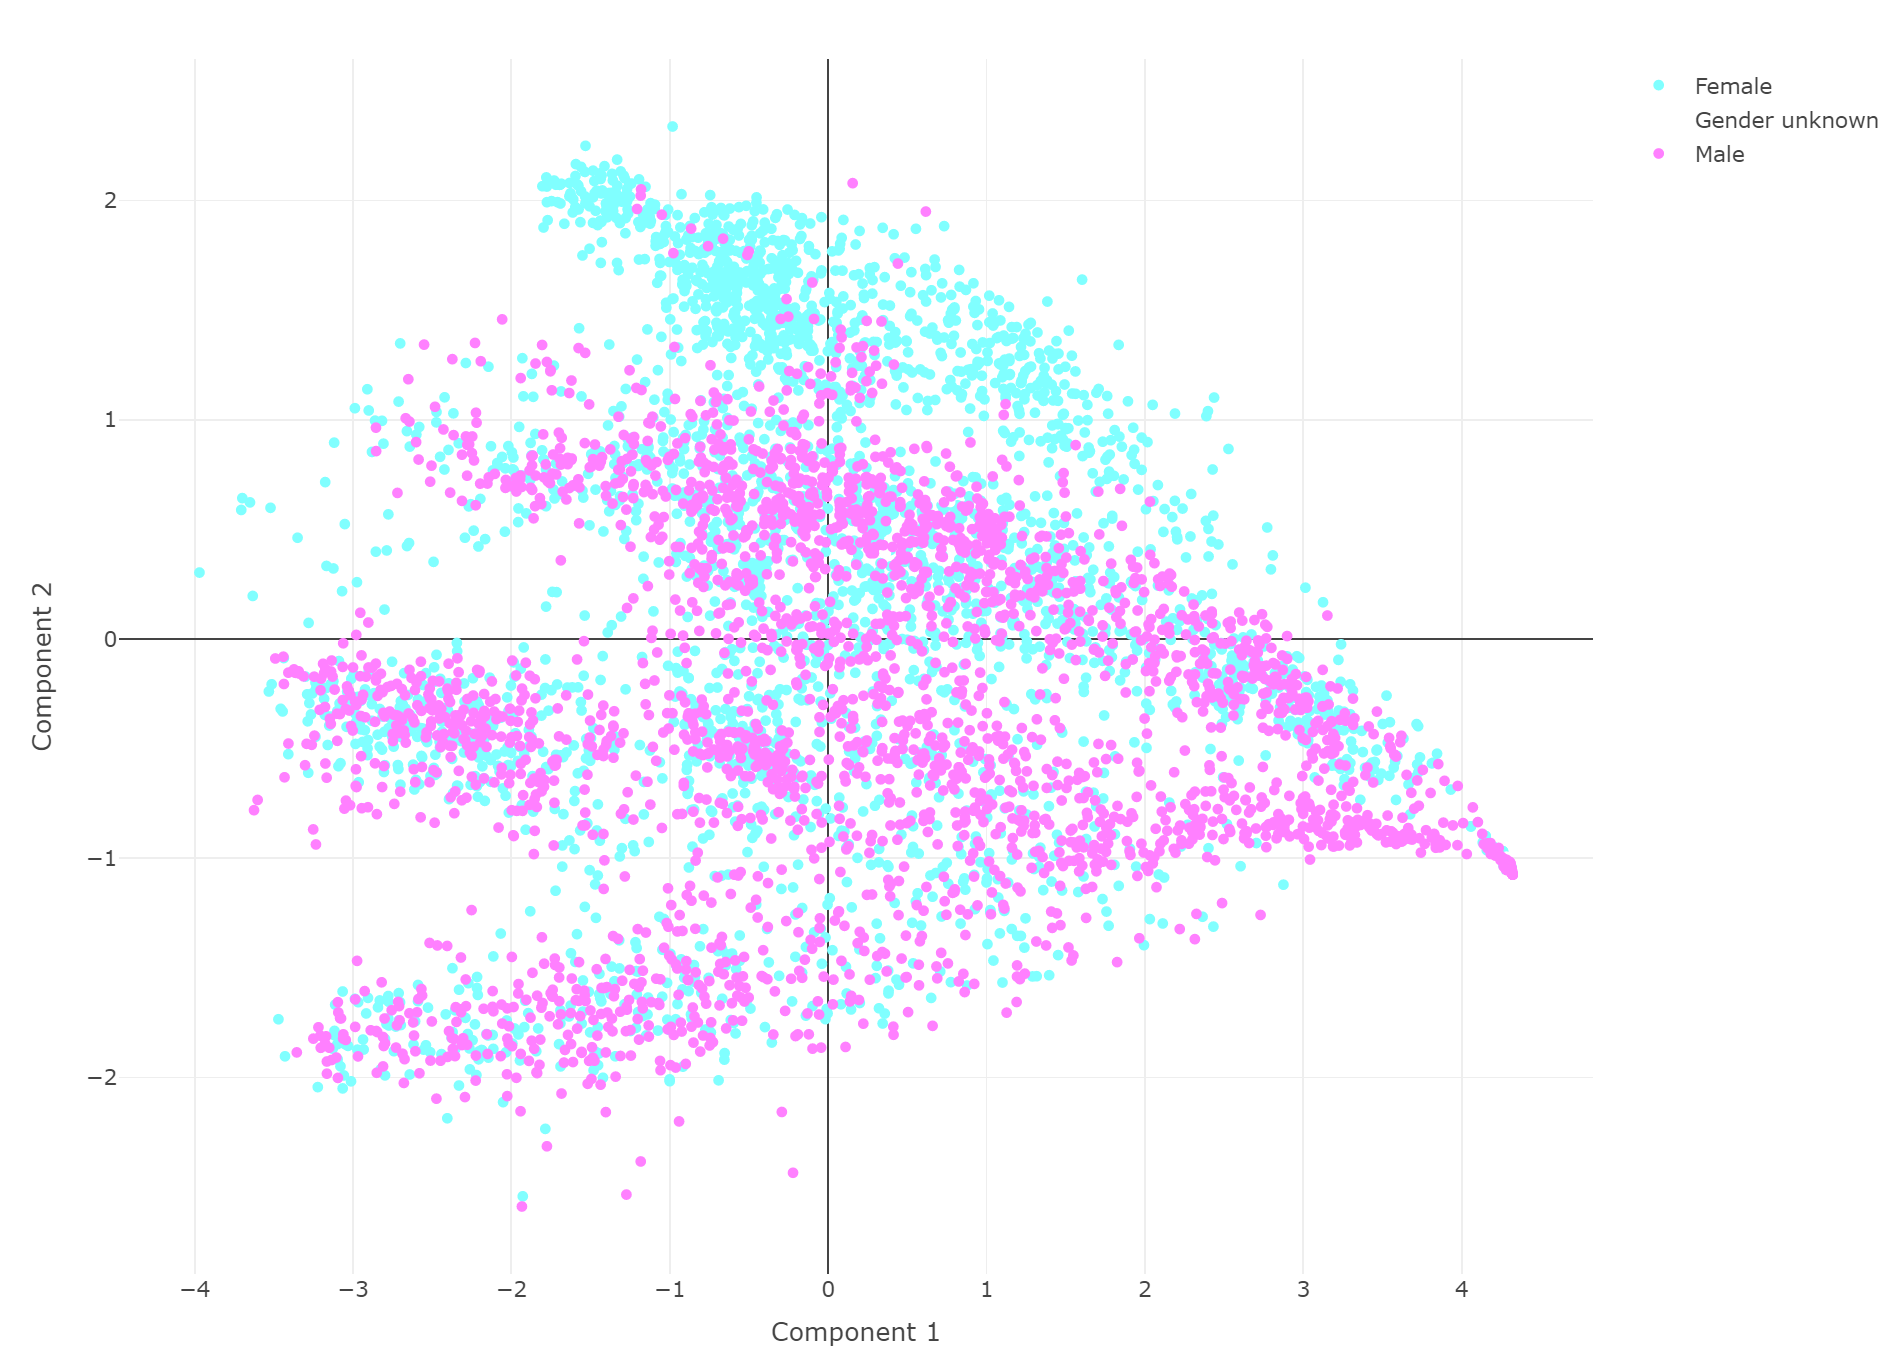 Female
Gender unknown
Male
2
1
0
−1
−2
Component 2
−4 −3 −2 −1 0 1 2 3 4
Component 1